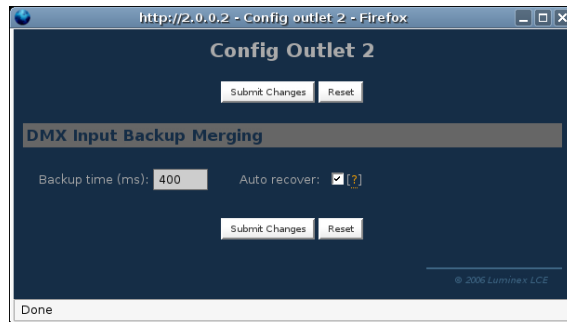 http://2.0.0.2 - Config outlet 2 - Firefox
Config Outlet 2
Submit Changes Reset
DMX Input Backup Merging
Backup time (ms): 400 Auto recover: [?]
Submit Changes Reset
© 2006 Luminex LCE
Done